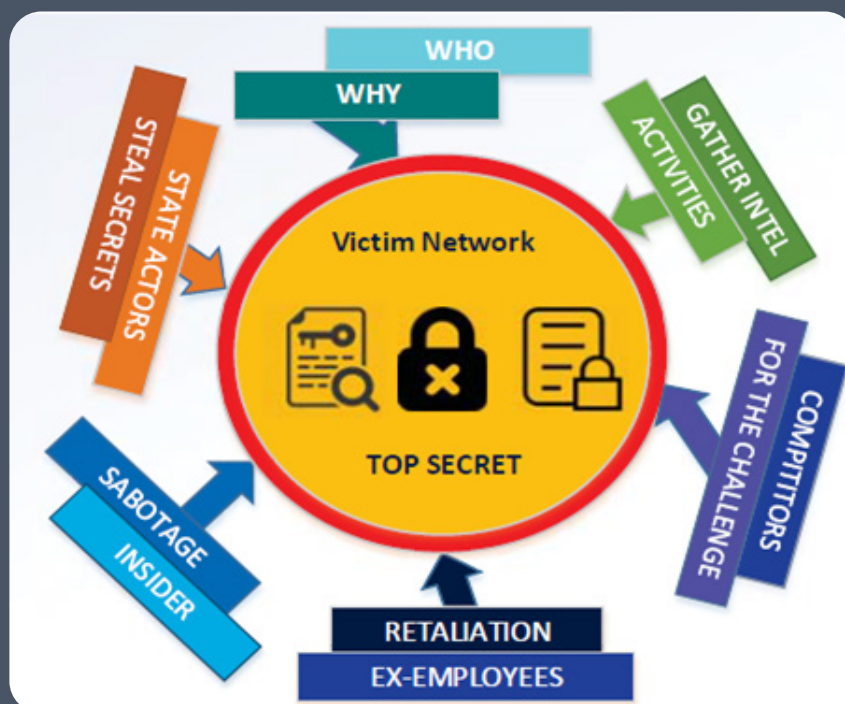 WHO
WHY
GATHER INTEL
ACTIVITIES
STEAL SECRETS
STATE ACTORS
Victim Network
TOP SECRET
COMPITITORS
FOR THE CHALLENGE
SABOTAGE
INSIDER
RETALIATION
EX-EMPLOYEES